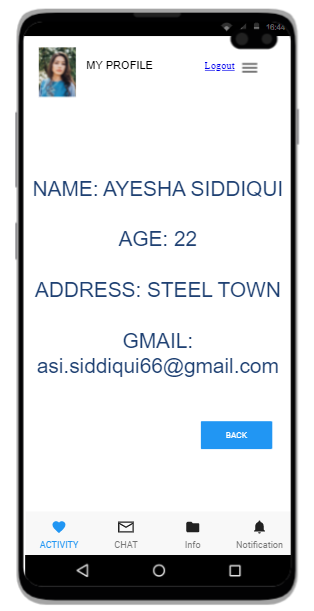 16:44
MY PROFILE
Logout
NAME: AYESHA SIDDIQUI
AGE: 22
ADDRESS: STEEL TOWN
GMAIL:
asi.siddiqui66@gmail.com
BACK
ACTIVITY
CHAT
Info
Notification